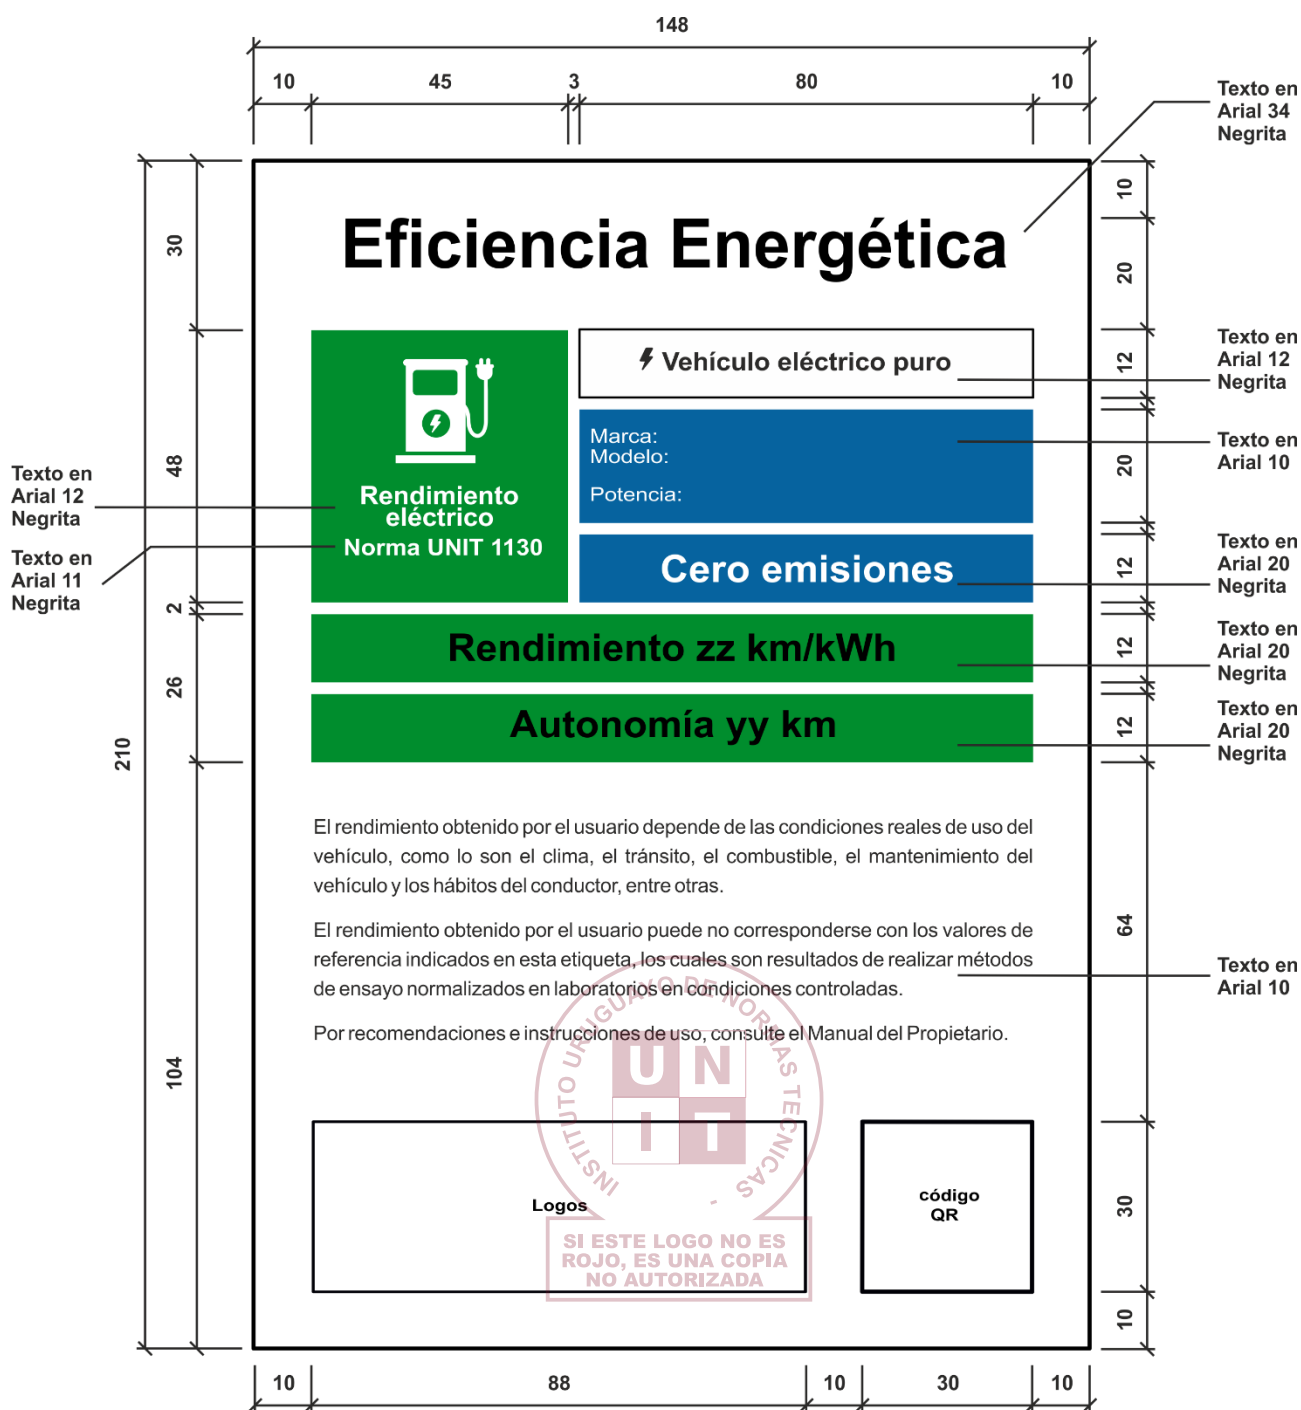 148
10 45 3 80 10
Texto en
Arial 34
Negrita
10
30
Eficiencia Energética
20
Texto en
Arial 12
Negrita
12
Vehículo eléctrico puro
Marca:
Modelo:
Potencia:
Texto en
Arial 10
20
48
Texto en
Arial 12
Negrita
Rendimiento
eléctrico
Norma UNIT 1130
Texto en
Arial 11
Negrita
Cero emisiones
12
Texto en
Arial 20
Negrita
2
Rendimiento zz km/kWh
12
Texto en
Arial 20
Negrita
26
Autonomía yy km
12
Texto en
Arial 20
Negrita
210
El rendimiento obtenido por el usuario depende de las condiciones reales de uso del
vehículo, como lo son el clima, el tránsito, el combustible, el mantenimiento del
vehículo y los hábitos del conductor, entre otras.
El rendimiento obtenido por el usuario puede no corresponderse con los valores de
referencia indicados en esta etiqueta, los cuales son resultados de realizar métodos
de ensayo normalizados en laboratorios en condiciones controladas.
Por recomendaciones e instrucciones de uso, consulte el Manual del Propietario.
64
Texto en
Arial 10
104
INSTITUTO URUGUAYO DE NORMAS TECNICAS -
U N
I T
Logos
código
QR
30
SI ESTE LOGO NO ES
ROJO, ES UNA COPIA
NO AUTORIZADA
10
10 88 10 30 10